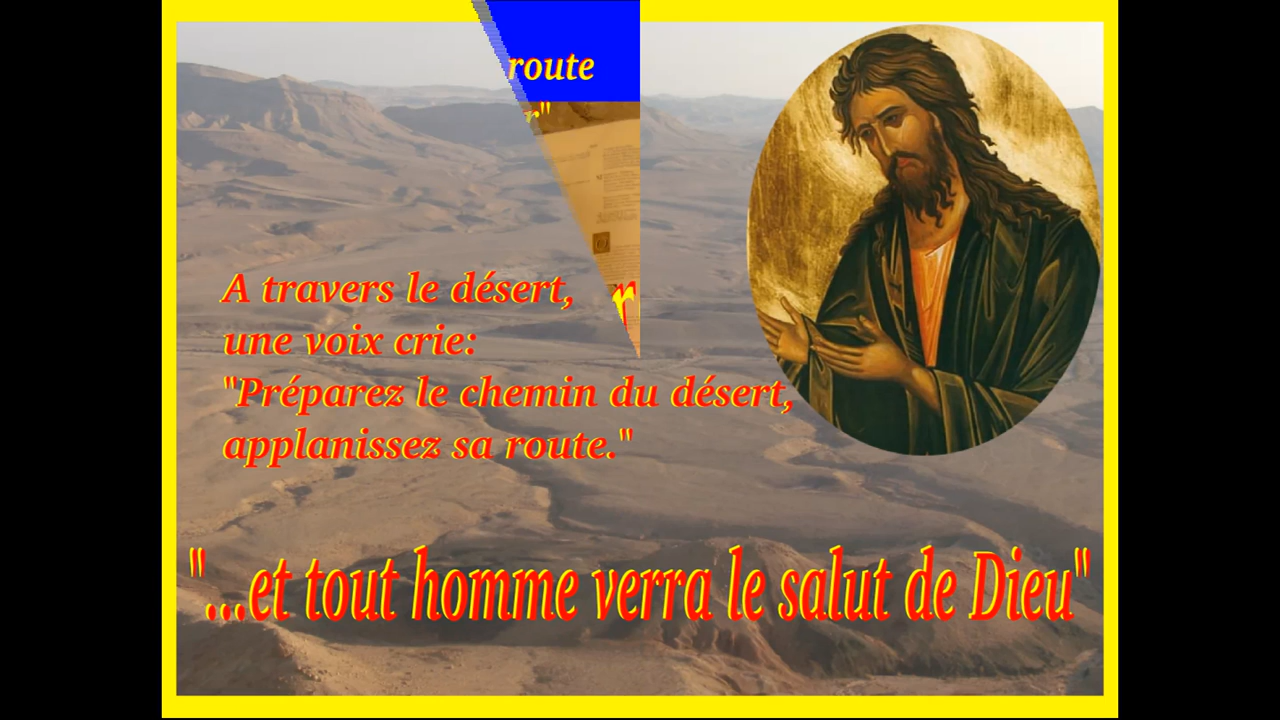 route
r"
A travers le désert,
r
une voix crie:
"Préparez le chemin du désert,
applanissez sa route."
"...et tout homme verra le salut de Dieu"